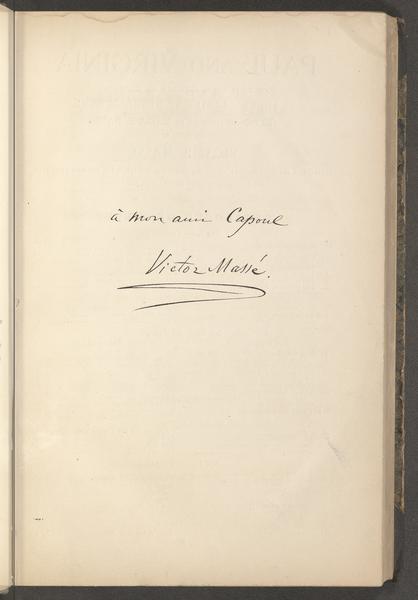 à mon ami Capoul
Victor Massé.